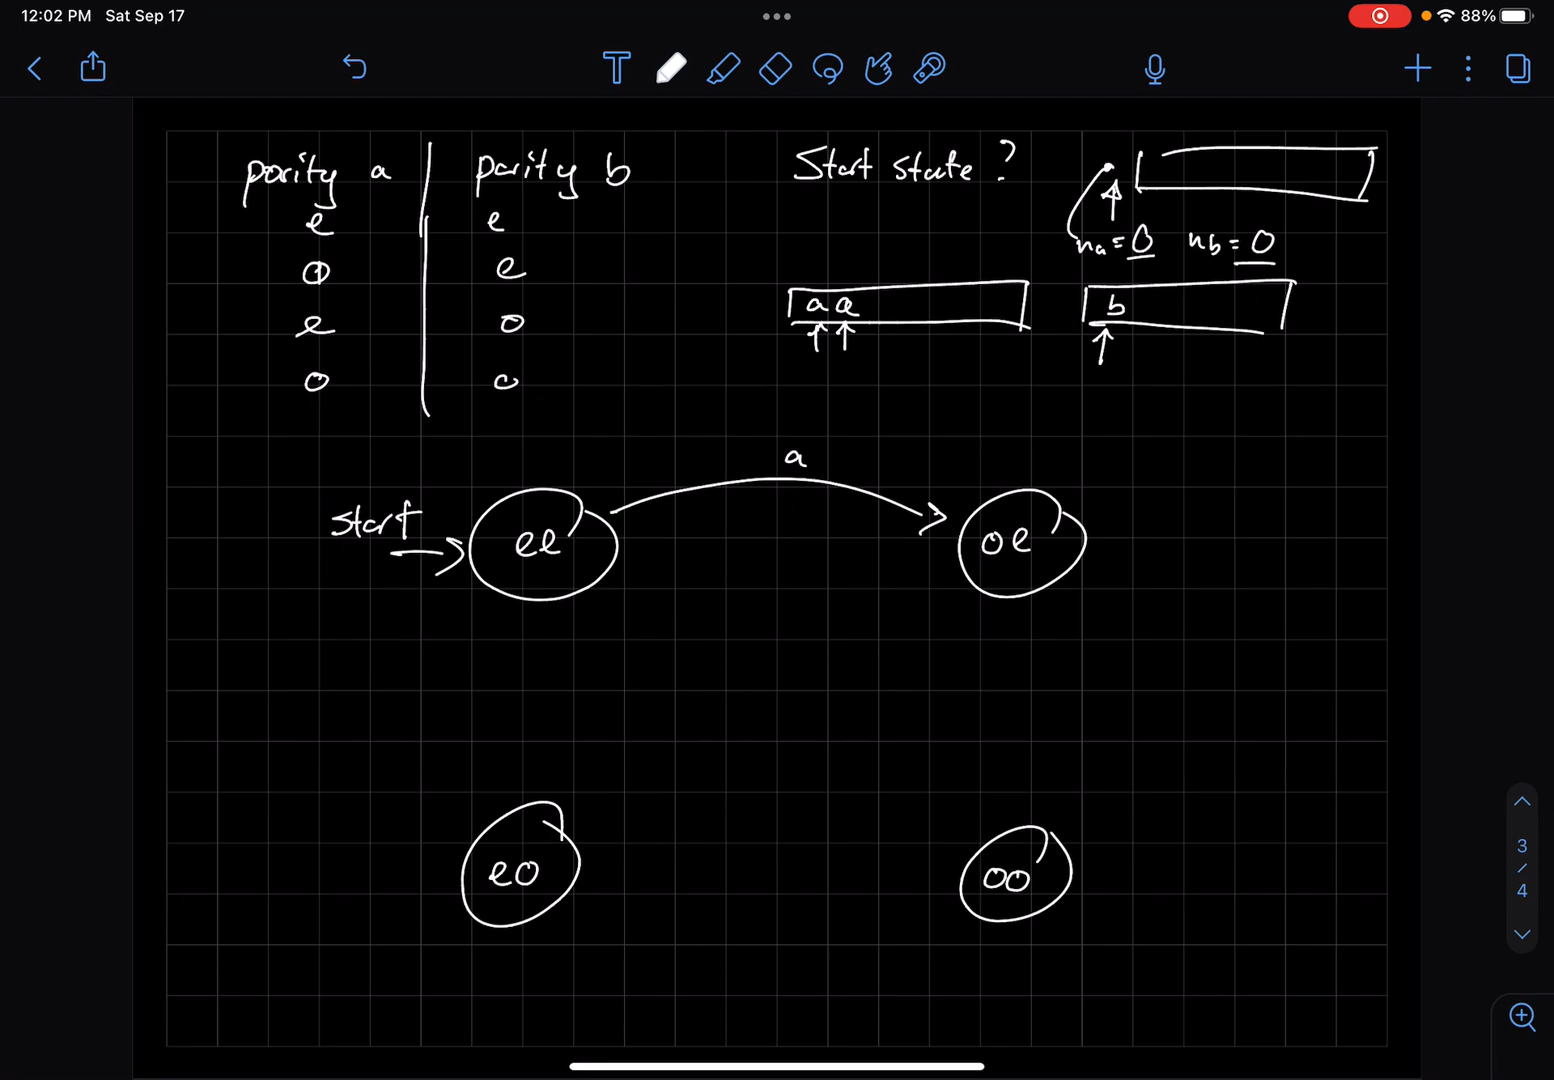 12:02 PM Sat Sep 17
88%
T
parity a parity b
e e
o e
e o
o o
Start state ?
na = 0 nb = 0
a a
b
a
start
ee
oe
eo
oo
3
/
4